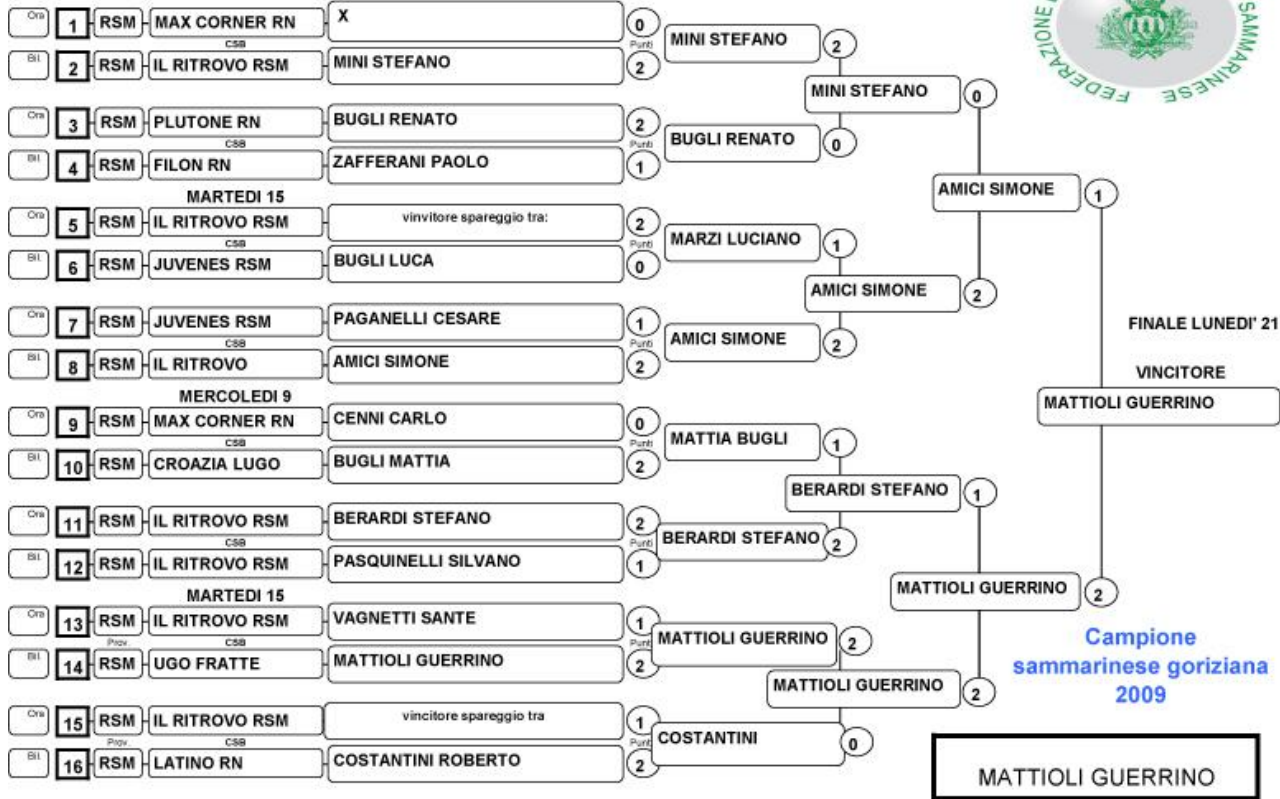 Ora 1 RSM MAX CORNER RN X 0
CSB Punti
Bil. 2 RSM IL RITROVO RSM MINI STEFANO 2
Ora 3 RSM PLUTONE RN BUGLI RENATO 2
CSB Punti
Bil. 4 RSM FILON RN ZAFFERANI PAOLO 1
MARTEDI 15
Ora 5 RSM IL RITROVO RSM vinvitore spareggio tra: 2
CSB Punti
Bil. 6 RSM JUVENES RSM BUGLI LUCA 0
Ora 7 RSM JUVENES RSM PAGANELLI CESARE 1
CSB Punti
Bil. 8 RSM IL RITROVO AMICI SIMONE 2
MERCOLEDI 9
Ora 9 RSM MAX CORNER RN CENNI CARLO 0
CSB Punti
Bil. 10 RSM CROAZIA LUGO BUGLI MATTIA 2
Ora 11 RSM IL RITROVO RSM BERARDI STEFANO 2
CSB Punti
Bil. 12 RSM IL RITROVO RSM PASQUINELLI SILVANO 1
MARTEDI 15
Ora 13 RSM IL RITROVO RSM VAGNETTI SANTE 1
Prov. CSB Punti
Bil. 14 RSM UGO FRATTE MATTIOLI GUERRINO 2
Ora 15 RSM IL RITROVO RSM vincitore spareggio tra 1
Prov. CSB Punti
Bil. 16 RSM LATINO RN COSTANTINI ROBERTO 2
MINI STEFANO 2
BUGLI RENATO 0
MARZI LUCIANO 1
AMICI SIMONE 2
MATTIA BUGLI 1
BERARDI STEFANO 2
MATTIOLI GUERRINO 2
COSTANTINI 0
MINI STEFANO 0
AMICI SIMONE 2
BERARDI STEFANO 1
MATTIOLI GUERRINO 2
AMICI SIMONE 1
MATTIOLI GUERRINO 2
FEDERAZIONE
SAMMARINESE
FINALE LUNEDI' 21
VINCITORE
MATTIOLI GUERRINO
Campione
sammarinese goriziana
2009
MATTIOLI GUERRINO